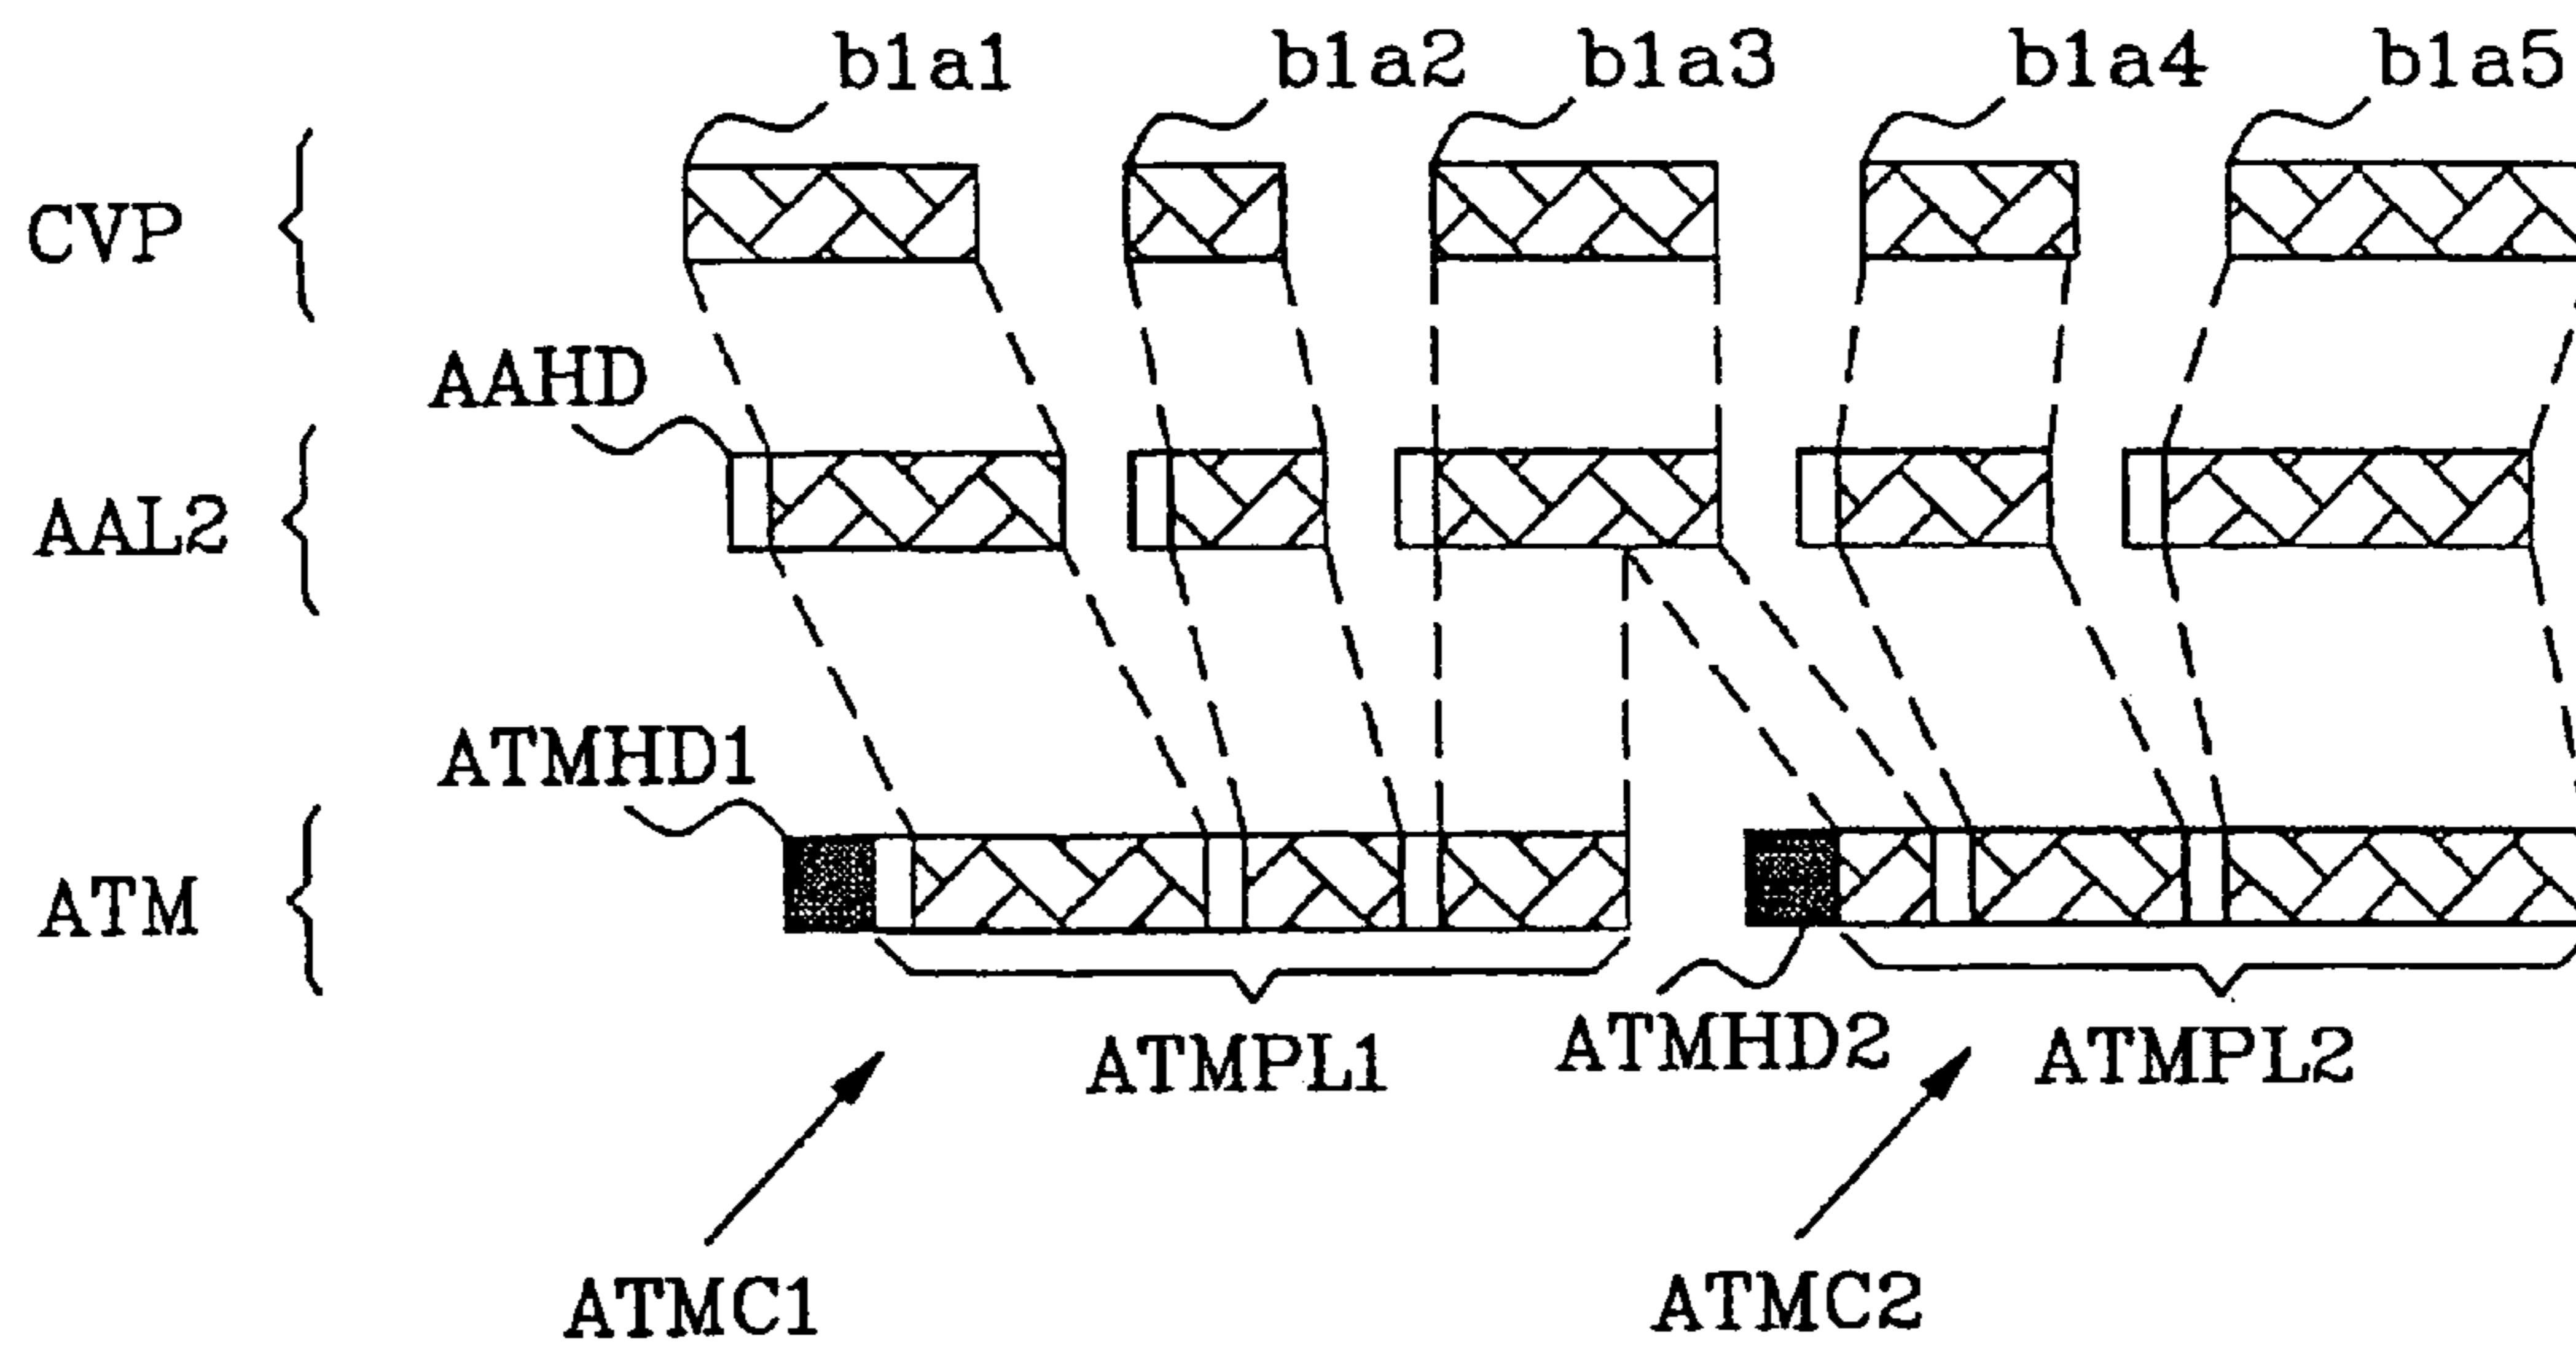 b1a1 b1a2 b1a3 b1a4 b1a5
CVP
AAHD
AAL2
ATMHD1
ATM
ATMPL1 ATMHD2 ATMPL2
ATMC1 ATMC2